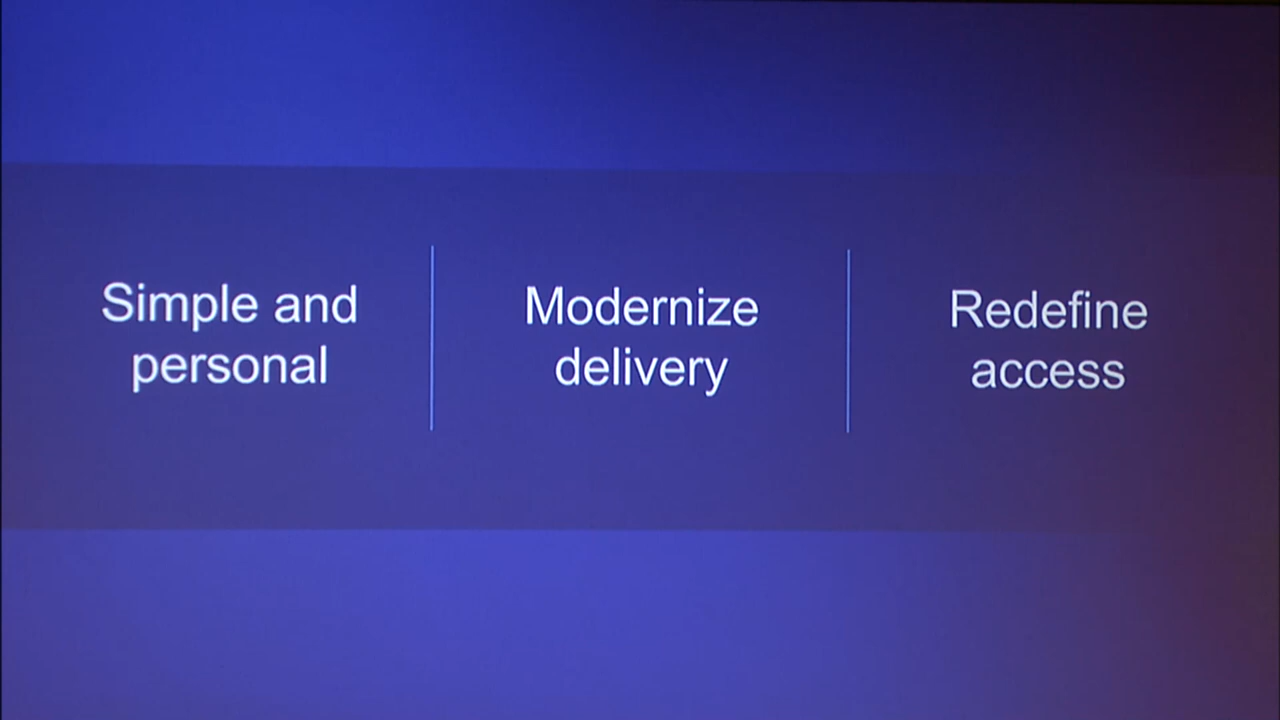 Simple and
personal
Modernize
delivery
Redefine
access